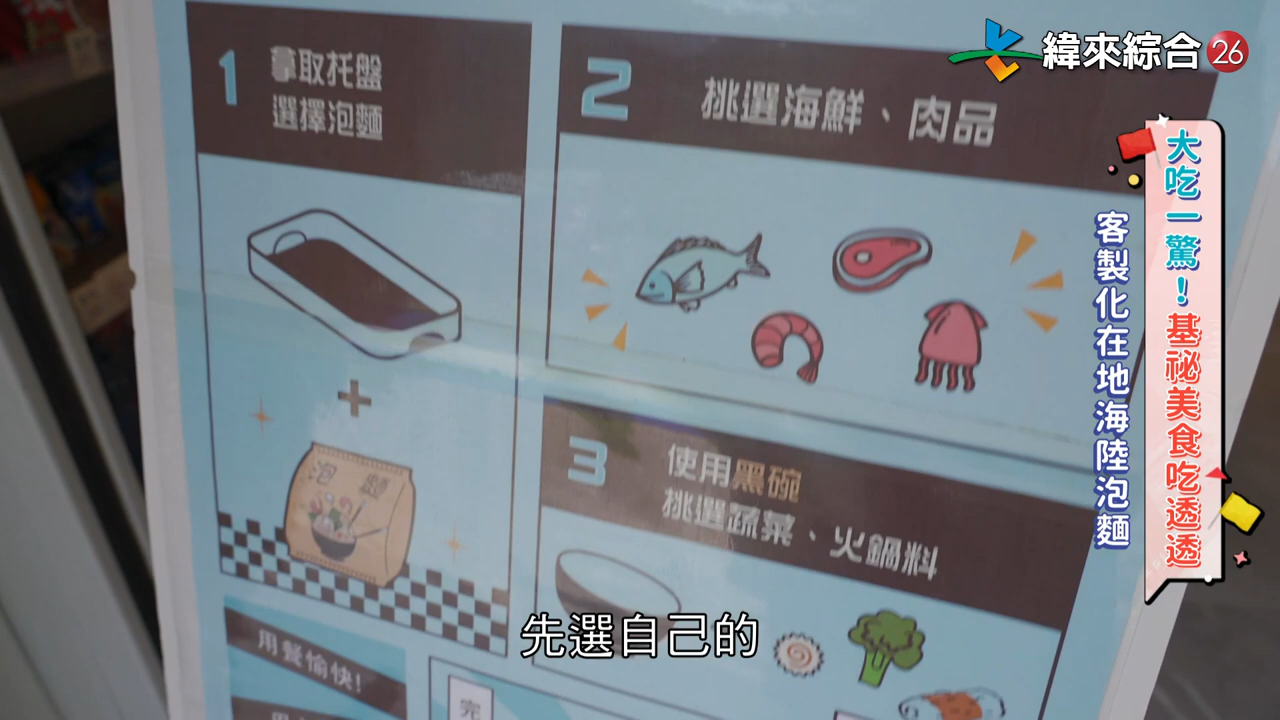 緯來綜合 26
大吃一驚！基祕美食吃透透
客製化在地海陸泡麵
1
拿取托盤
選擇泡麵
2
挑選海鮮、肉品
泡麵
3
使用黑碗
挑選蔬菜、火鍋料
用餐愉快!
完
先選自己的